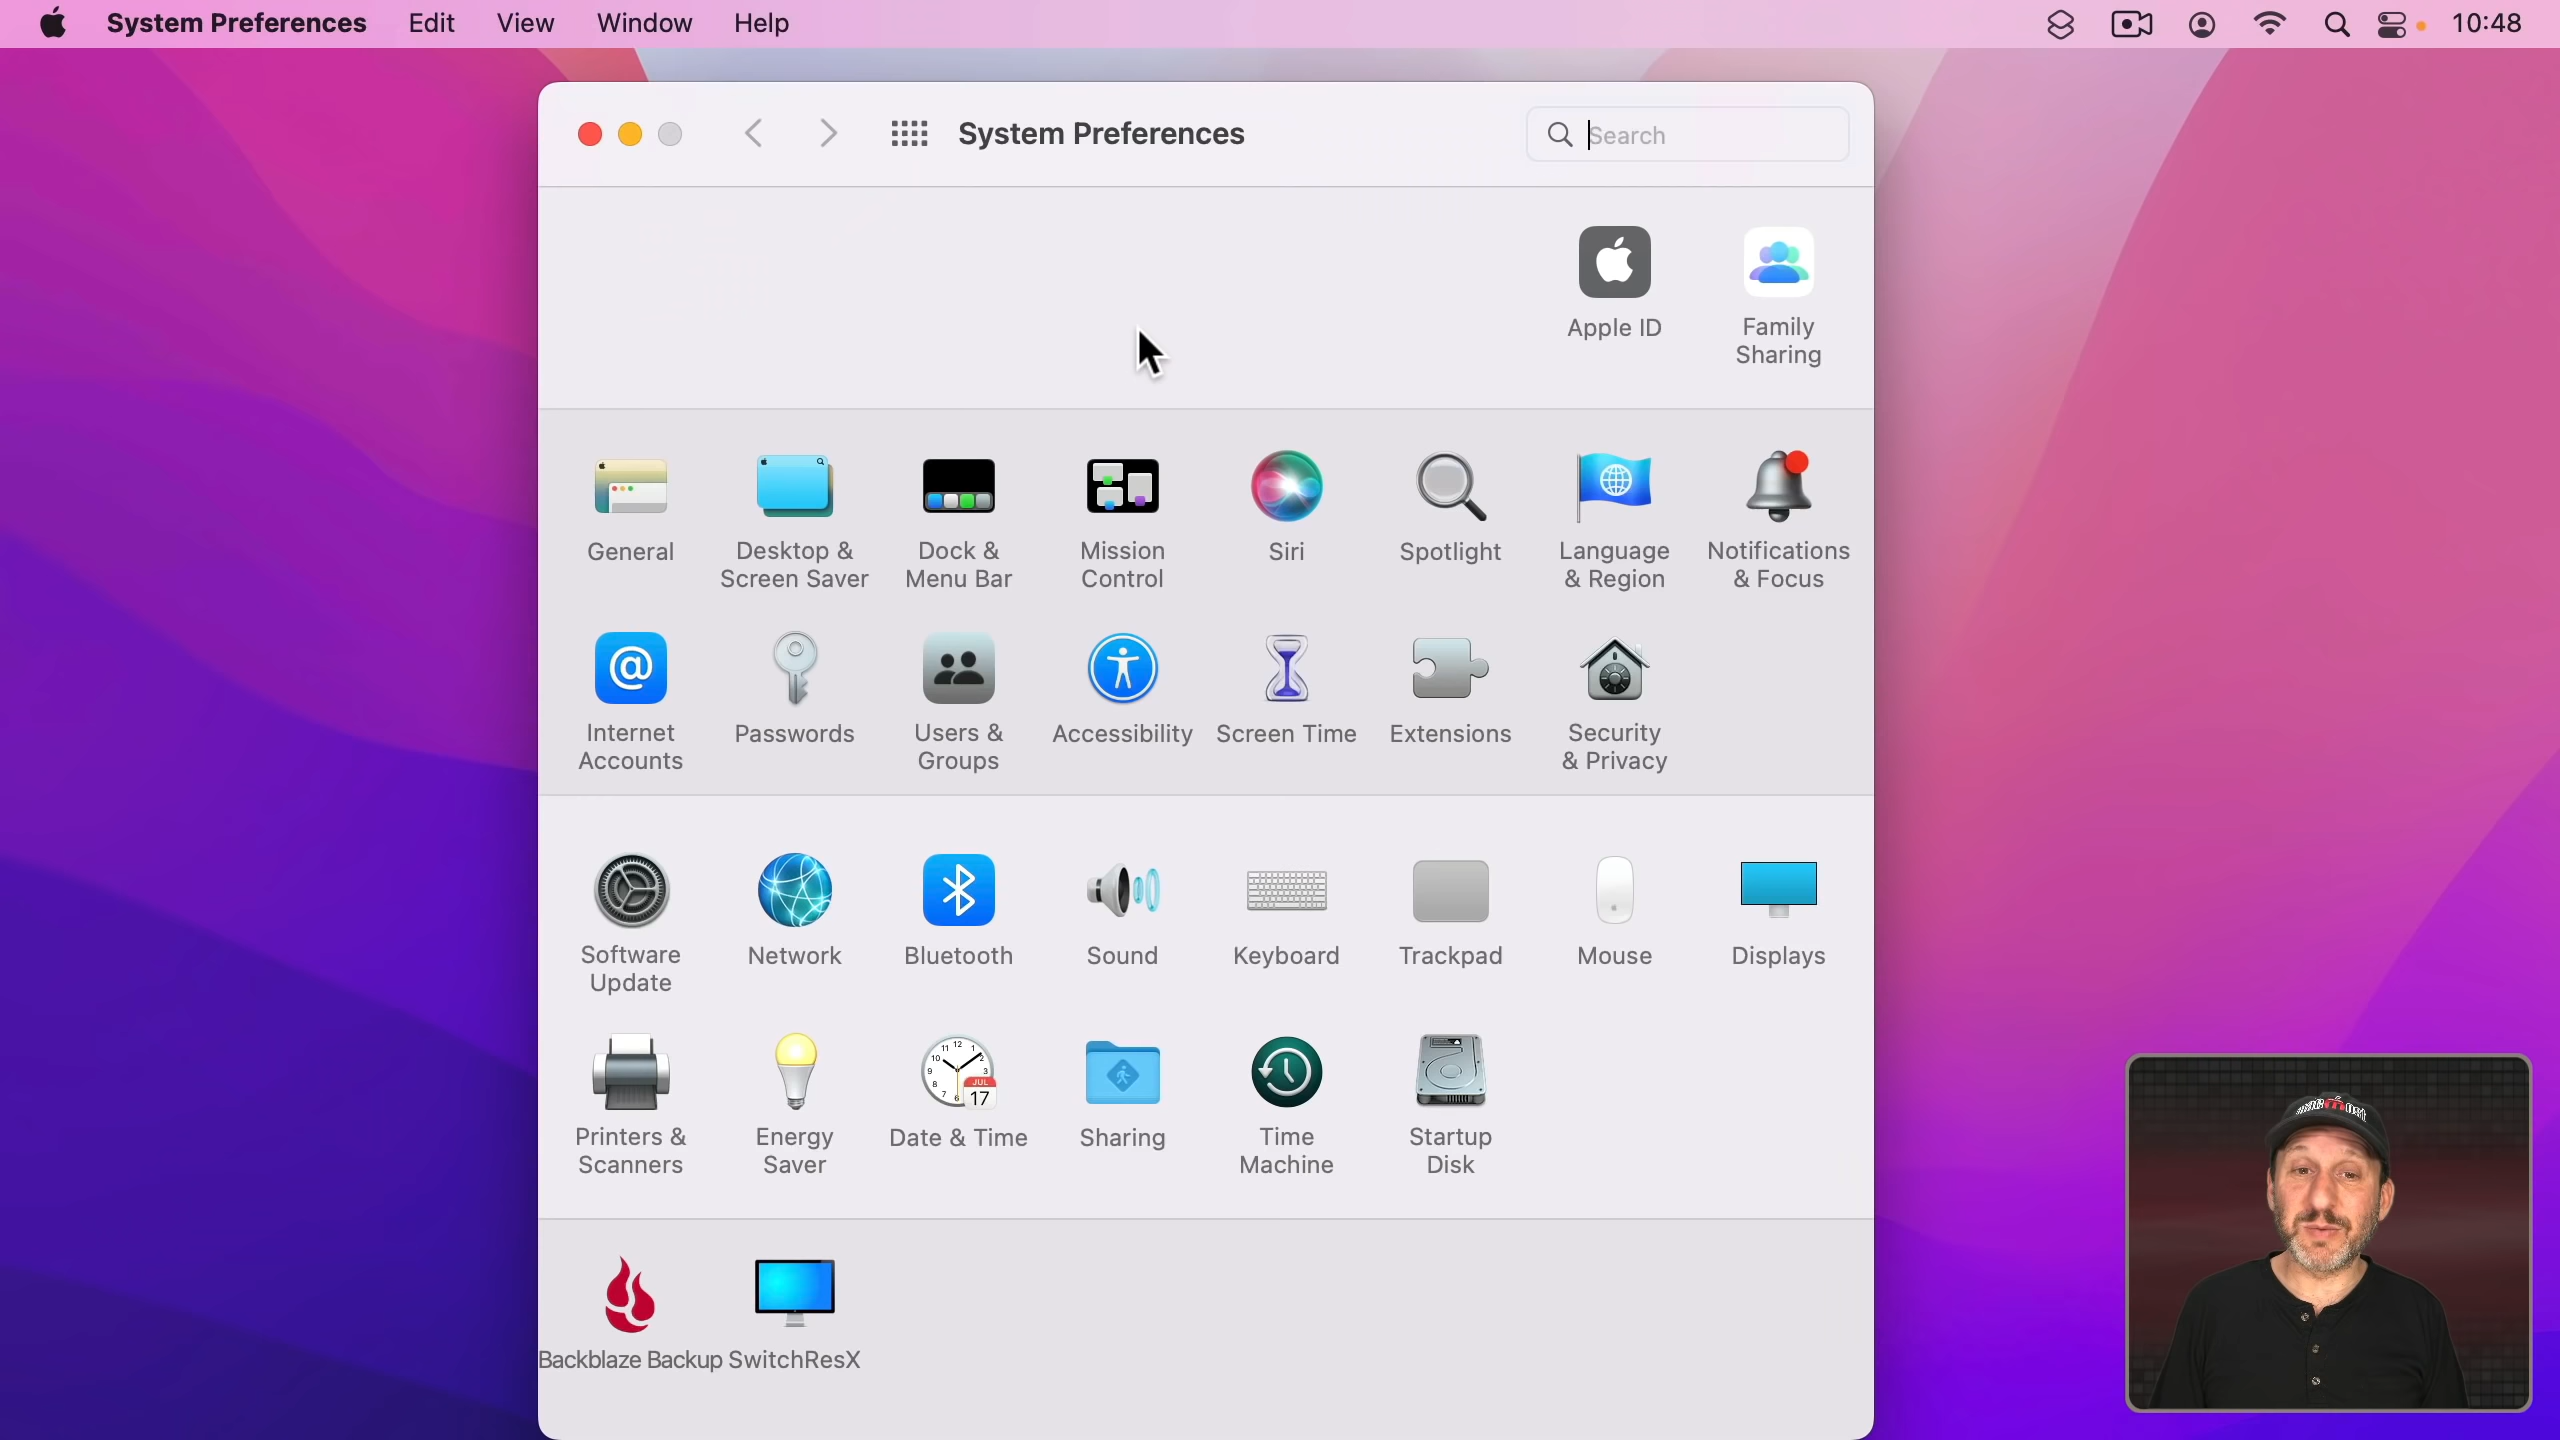 System Preferences Edit View Window Help 10:48
System Preferences
Search
Apple ID
Family
Sharing
General
Desktop &
Screen Saver
Dock &
Menu Bar
Mission
Control
Siri
Spotlight
Language
& Region
Notifications
& Focus
Internet
Accounts
Passwords
Users &
Groups
Accessibility
Screen Time
Extensions
Security
& Privacy
Software
Update
Network
Bluetooth
Sound
Keyboard
Trackpad
Mouse
Displays
Printers &
Scanners
Energy
Saver
JUL
17
Date & Time
Sharing
Time
Machine
Startup
Disk
Backblaze Backup
SwitchResX